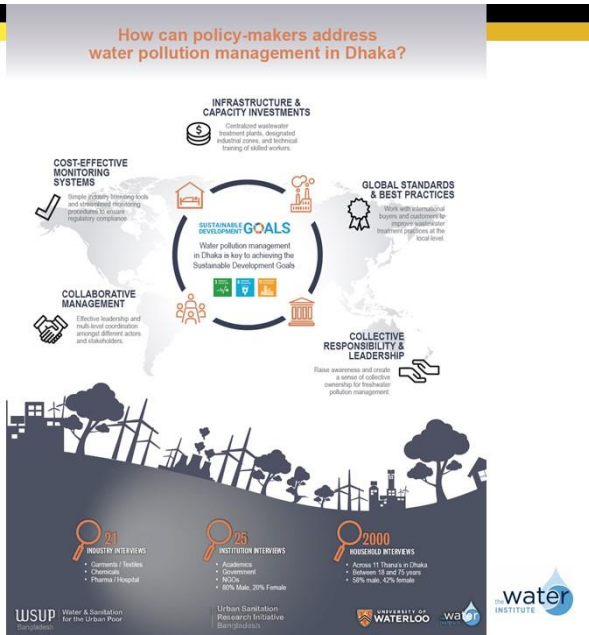 How can policy-makers address
water pollution management in Dhaka?
INFRASTRUCTURE &
CAPACITY INVESTMENTS
Centralized wastewater
treatment plants, designated
industrial zones, and technical
training of skilled workers.
COST-EFFECTIVE
MONITORING
SYSTEMS
Simple industry
tools
and streamlined monitoring
procedures to ensure
regulatory compliance.
GLOBAL STANDARDS
& BEST PRACTICES
Work with international
buyers and customers to
improve wastewater
treatment practices at the
local level.
SUSTAINABLE
DEVELOPMENT GOALS
Water pollution management
in Dhaka is key to achieving the
Sustainable Development Goals
COLLABORATIVE
MANAGEMENT
Effective leadership and
multi-level coordination
amongst different actors
and stakeholders.
COLLECTIVE
RESPONSIBILITY &
LEADERSHIP
Raise awareness and create
a sense of collective
ownership for freshwater
pollution management.
21
INDUSTRY INTERVIEWS
• Garments / Textiles
• Chemicals
• Pharma / Hospital
25
INSTITUTION INTERVIEWS
• Academics
• Government
• NGOs
• 80% Male, 20% Female
2000
HOUSEHOLD INTERVIEWS
• Across 11 Thana's in Dhaka
• Between 18 and 75 years
• 58% male, 42% female
WSUP
Bangladesh
Water & Sanitation
for the Urban Poor
Urban Sanitation
Research Initiative
Bangladesh
UNIVERSITY OF
WATERLOO
the water
INSTITUTE
the water
INSTITUTE